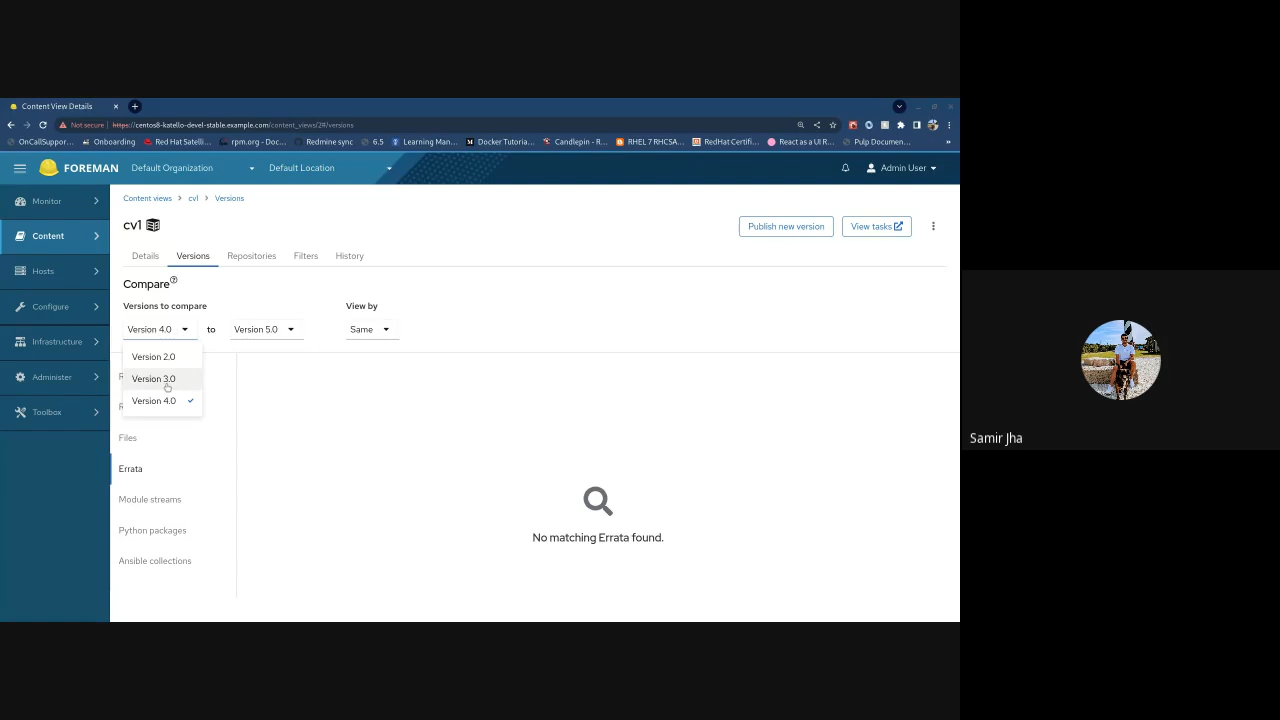 Content View Details
Not secure | https://centos8-katello-devel-stable.example.com/content_views/2#/versions
OnCallSuppor... Onboarding Red Hat Satelli... rpm.org - Doc... Redmine sync 6.5 Learning Man... Docker Tutoria... Candlepin - R... RHEL 7 RHCSA... RedHat Certifi... React as a UI R... Pulp Documen... »
FOREMAN Default Organization Default Location Admin User
Monitor
Content
Hosts
Configure
Infrastructure
Administer
Toolbox
Content views > cv1 > Versions
cv1
Publish new version View tasks
Details Versions Repositories Filters History
Compare
Versions to compare View by
Version 4.0 to Version 5.0 Same
Version 2.0
Version 3.0
Version 4.0
Files
Errata
Module streams
Python packages
Ansible collections
No matching Errata found.
Samir Jha